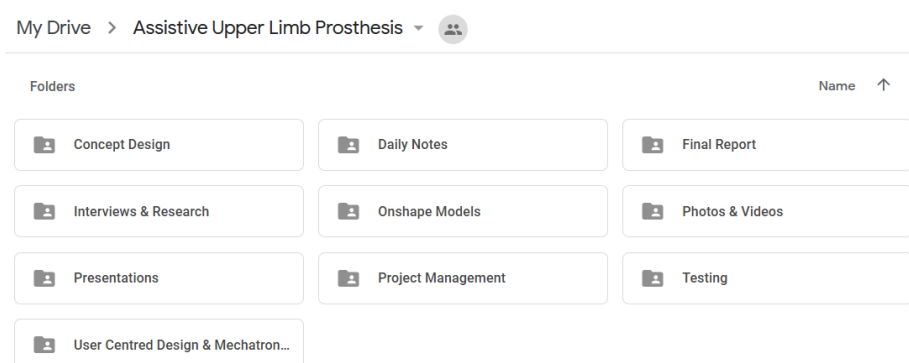 My Drive > Assistive Upper Limb Prosthesis
Folders Name
Concept Design Daily Notes Final Report
Interviews & Research Onshape Models Photos & Videos
Presentations Project Management Testing
User Centred Design & Mechatron...